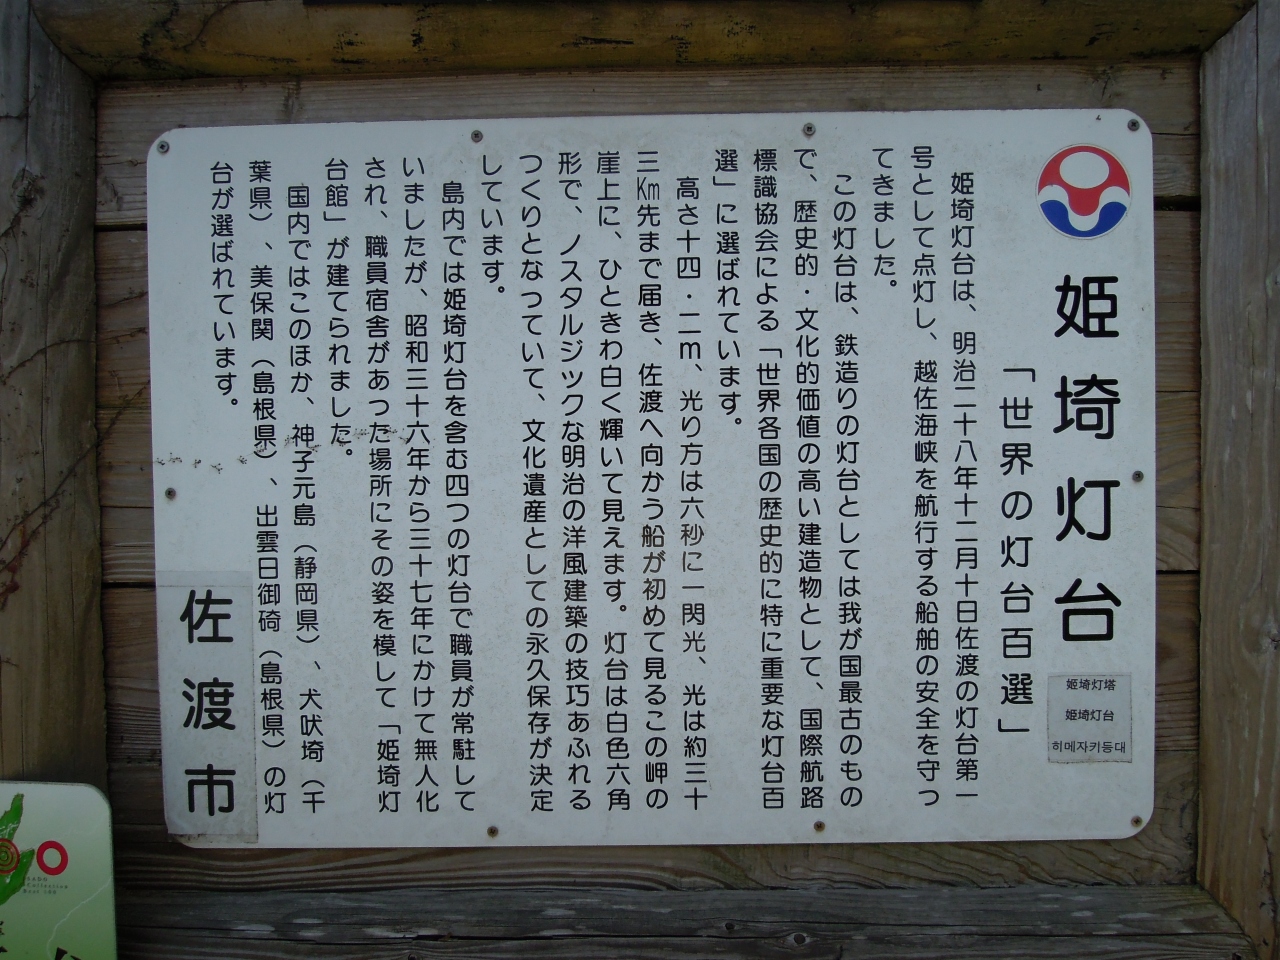 姫埼灯台
姫埼灯塔
姫埼灯台
히메자키등대
「世界の灯台百選」
姫埼灯台は、明治二十八年十二月十日佐渡の灯台第一
号として点灯し、越佐海峡を航行する船舶の安全を守っ
てきました。
この灯台は、鉄造りの灯台としては我が国最古のもの
で、歴史的・文化的価値の高い建造物として、国際航路
標識協会による「世界各国の歴史的に特に重要な灯台百
選」に選ばれています。
高さ十四・二m、光り方は六秒に一閃光、光は約三十
三㎞先まで届き、佐渡へ向かう船が初めて見るこの岬の
崖上に、ひときわ白く輝いて見えます。灯台は白色六角
形で、ノスタルジックな明治の洋風建築の技巧あふれる
つくりとなっていて、文化遺産としての永久保存が決定
しています。
島内では姫埼灯台を含む四つの灯台で職員が常駐して
いましたが、昭和三十六年から三十七年にかけて無人化
され、職員宿舎があった場所にその姿を模して「姫埼灯
台館」が建てられました。
国内ではこのほか、神子元島（静岡県）、犬吠埼（千
葉県）、美保関（島根県）、出雲日御碕（島根県）の灯
台が選ばれています。
佐渡市